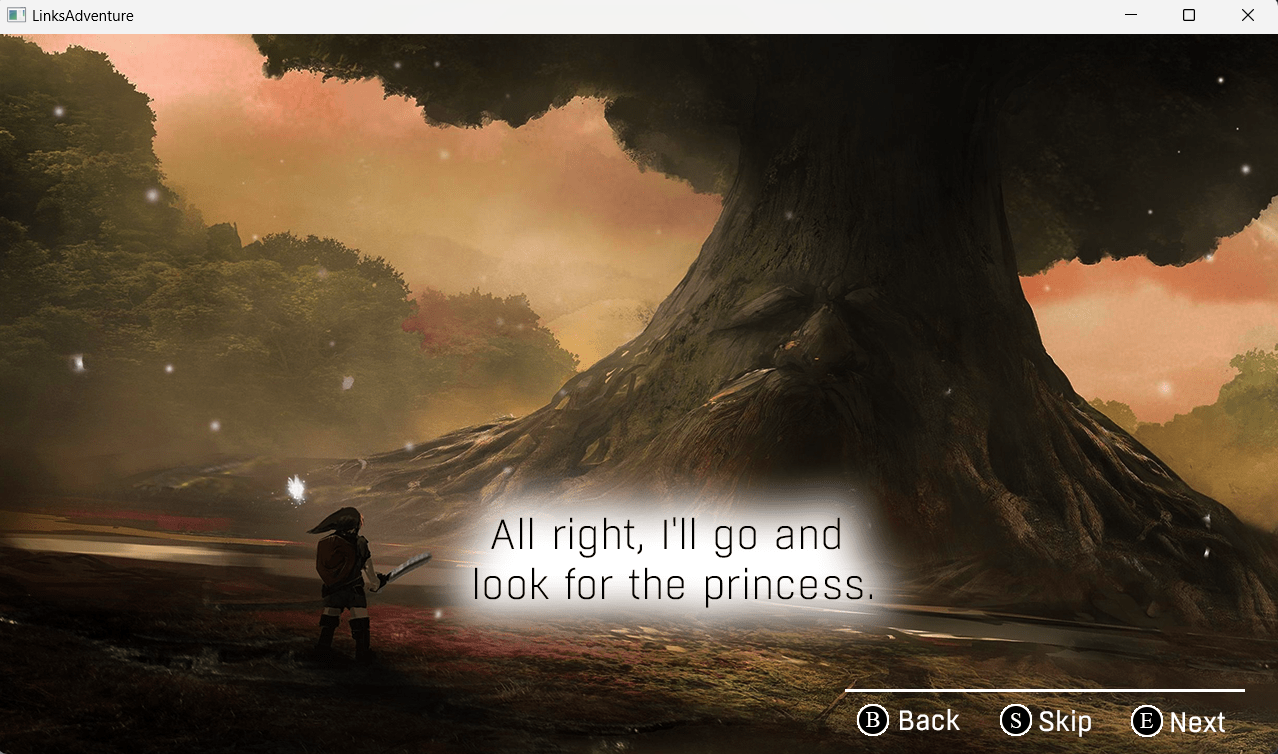 LinksAdventure
All right, I'll go and
look for the princess.
B Back S Skip E Next